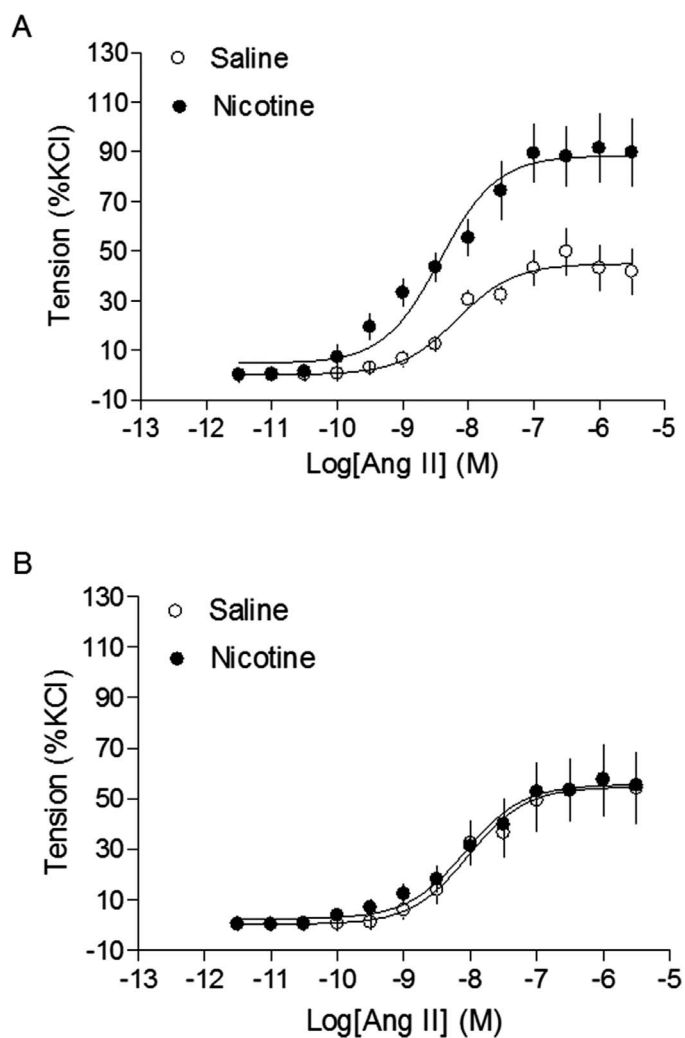 A
Saline
Nicotine
Tension (%KCl)
130
110
90
70
50
30
10
-10
-13 -12 -11 -10 -9 -8 -7 -6 -5
Log[Ang II] (M)
B
Saline
Nicotine
Tension (%KCl)
130
110
90
70
50
30
10
-10
-13 -12 -11 -10 -9 -8 -7 -6 -5
Log[Ang II] (M)